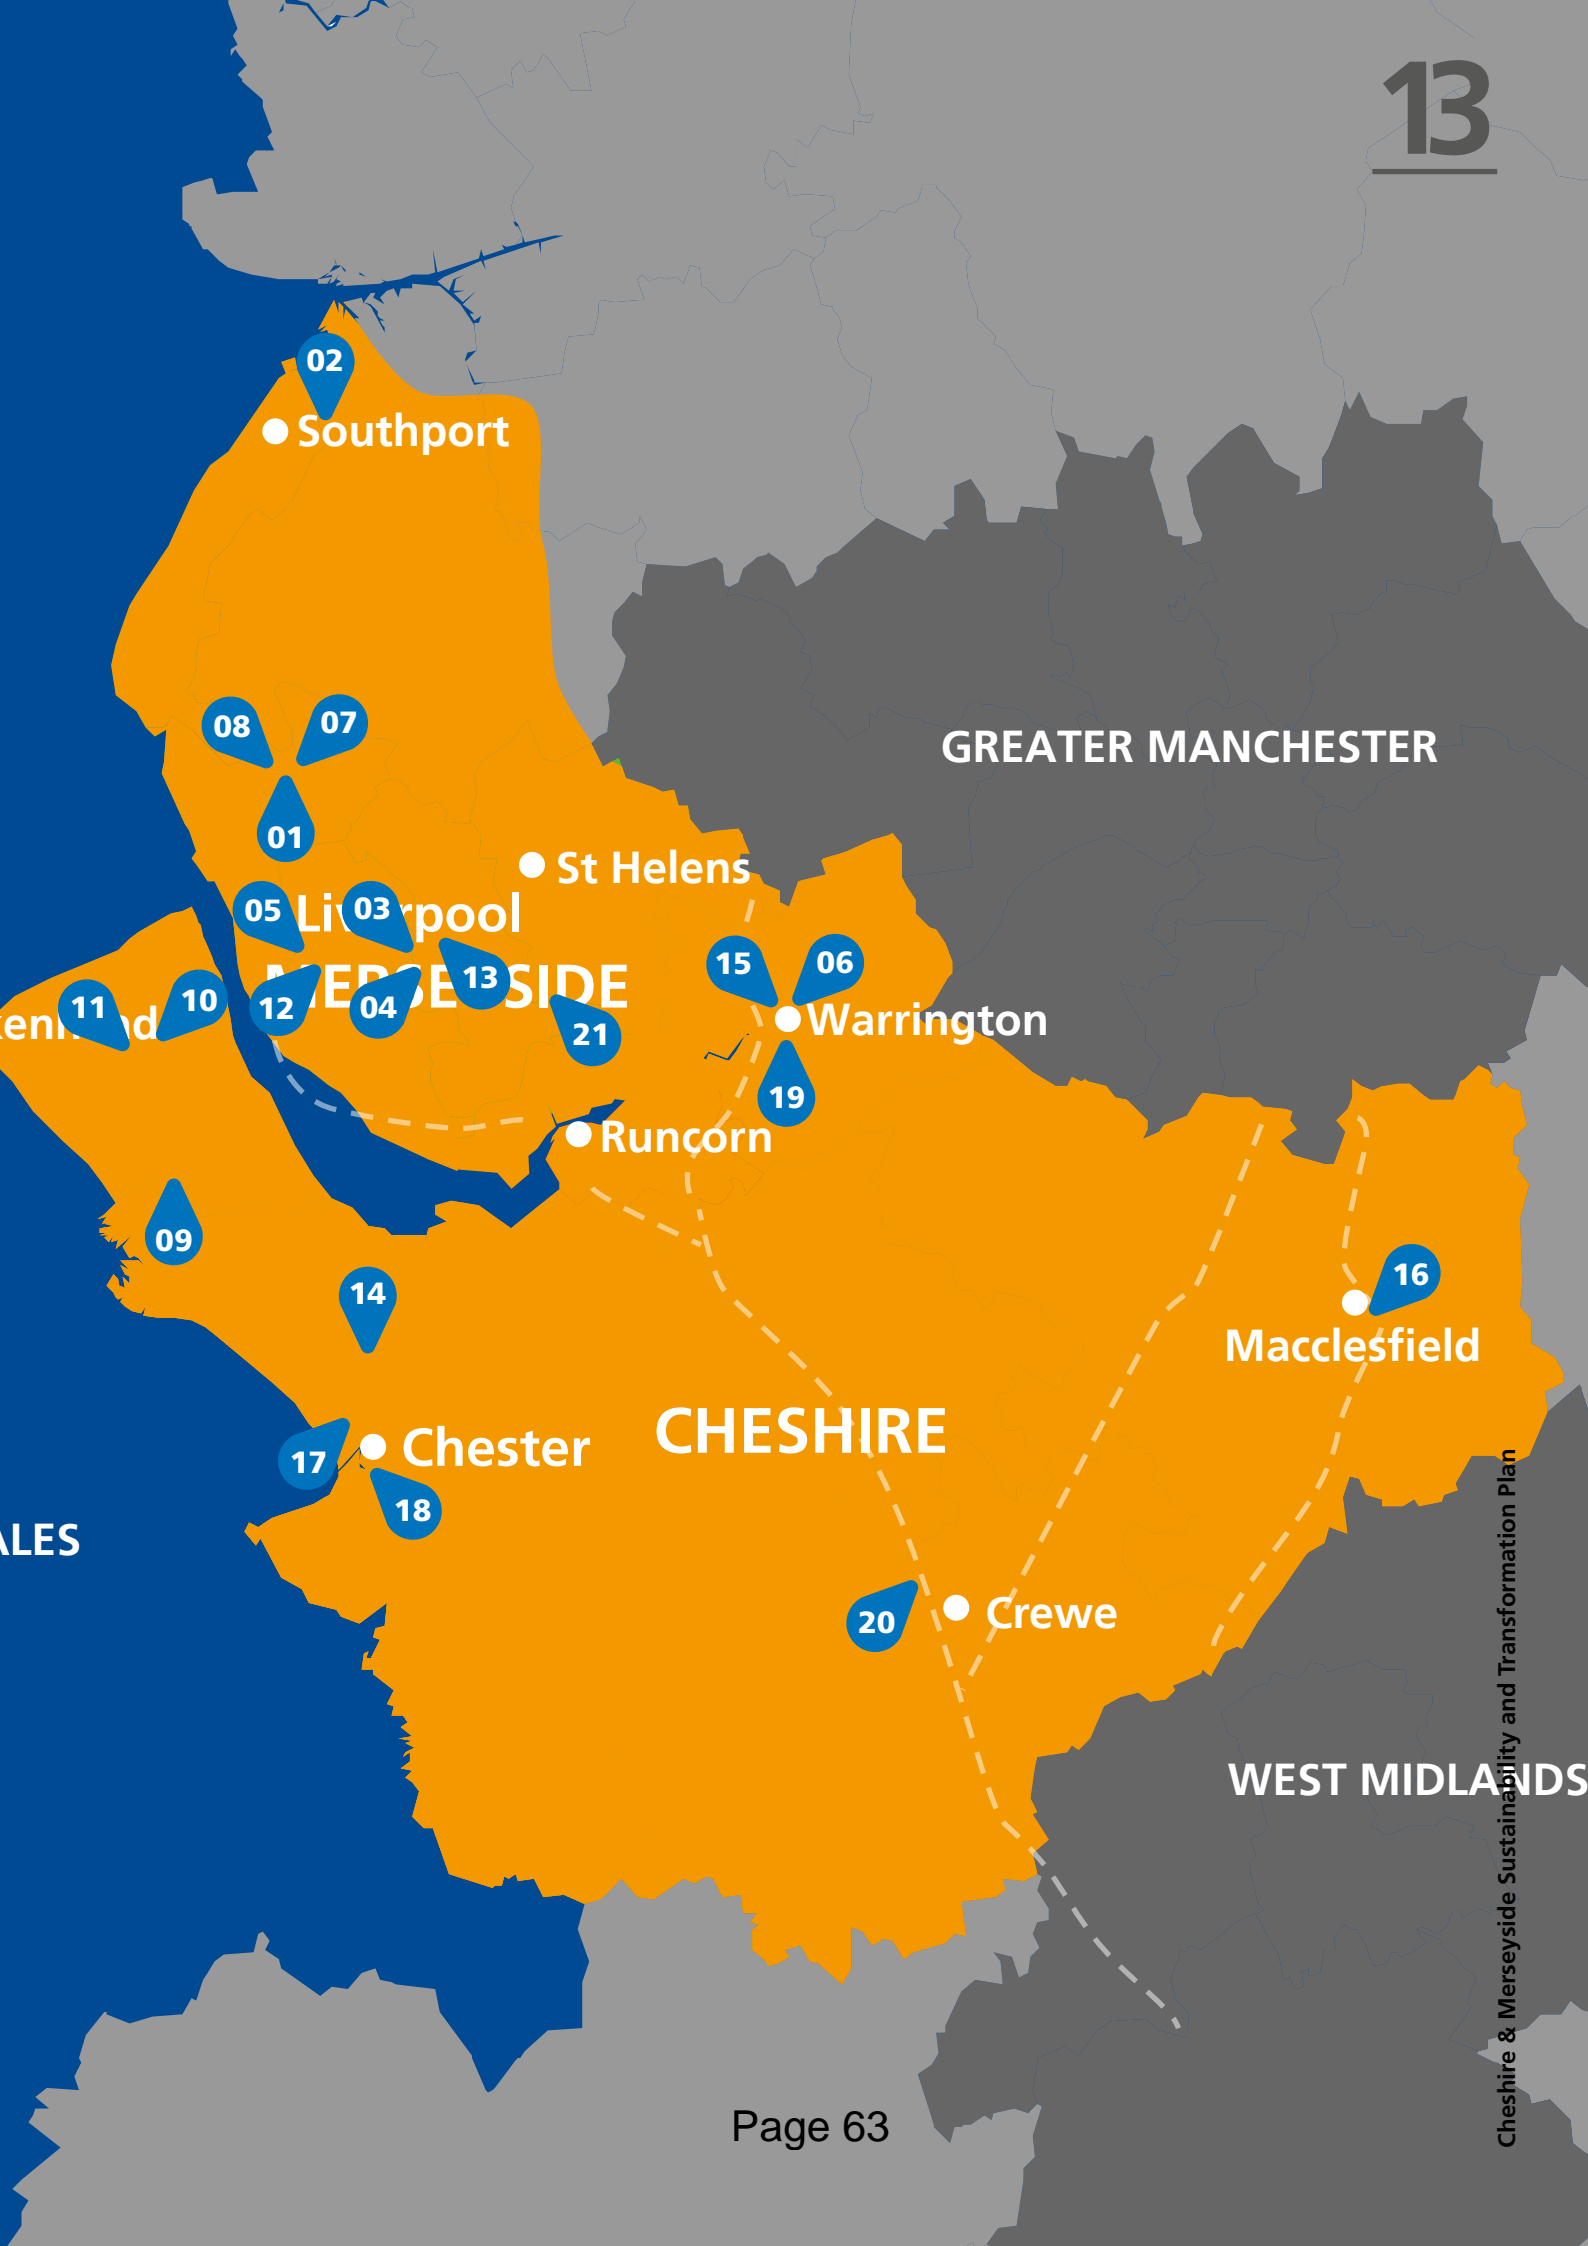 13
02
Southport
08
07
GREATER MANCHESTER
01
St Helens
05
03
15
06
MERSEYSIDE
13
11
10
12
04
Warrington
21
19
Runcorn
09
14
16
Macclesfield
CHESHIRE
Chester
17
18
ALES
20
Crewe
WEST MIDLANDS
Cheshire & Merseyside Sustainability and Transformation Plan
Page 63